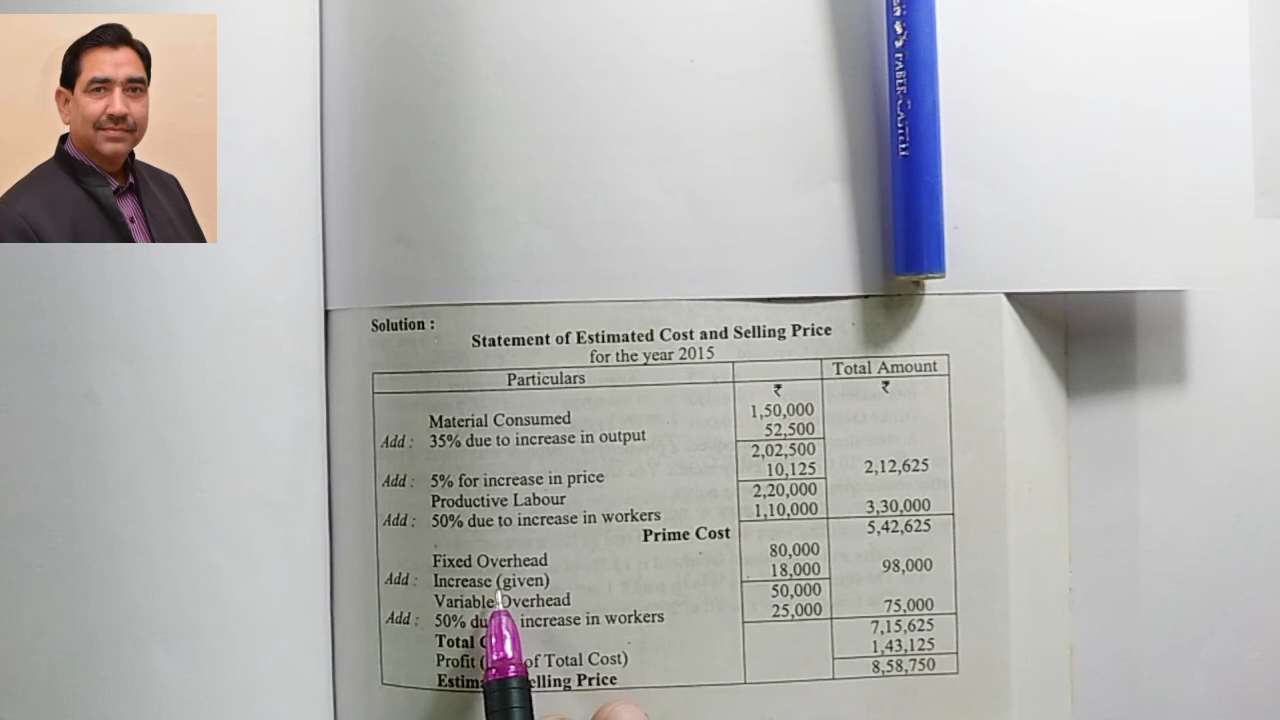 FABER-CASTELL
Solution :
Statement of Estimated Cost and Selling Price
for the year 2015
Particulars Total Amount
₹ ₹
Material Consumed 1,50,000
Add : 35% due to increase in output 52,500
2,02,500
Add : 5% for increase in price 10,125 2,12,625
Productive Labour 2,20,000
Add : 50% due to increase in workers 1,10,000 3,30,000
Prime Cost 5,42,625
Fixed Overhead 80,000
Add : Increase (given) 18,000 98,000
Variable Overhead 50,000
Add : 50% increase in workers 25,000 75,000
Total 7,15,625
Profit of Total Cost) 1,43,125
Price 8,58,750